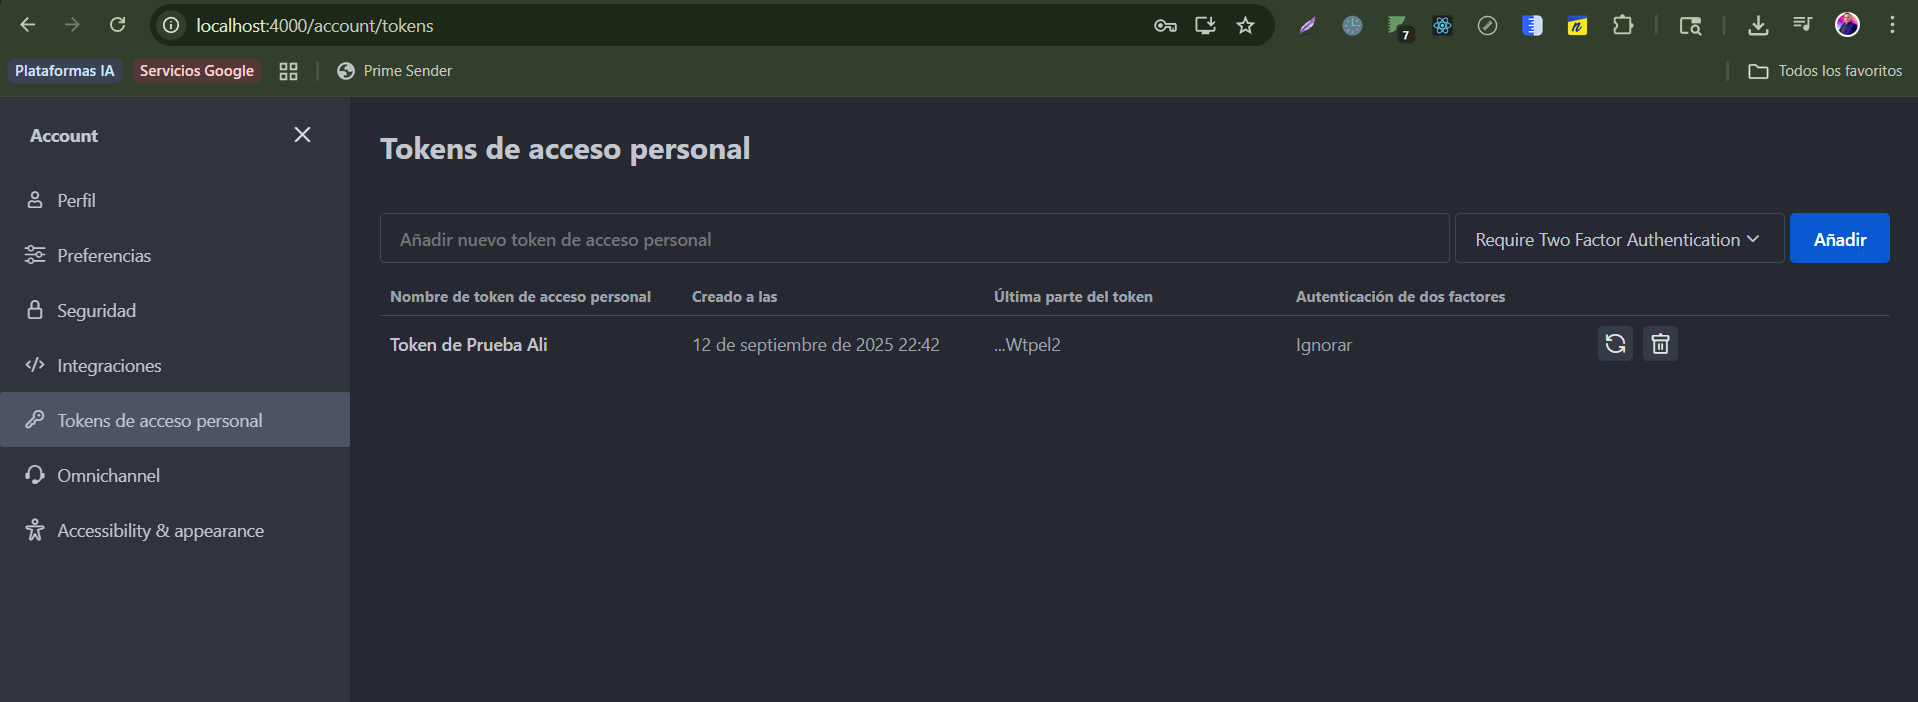 localhost:4000/account/tokens
7
n
Plataformas IA
Servicios Google
Prime Sender
Todos los favoritos
Account
Perfil
Preferencias
Seguridad
Integraciones
Tokens de acceso personal
Omnichannel
Accessibility & appearance
Tokens de acceso personal
Añadir nuevo token de acceso personal
Require Two Factor Authentication
Añadir
Nombre de token de acceso personal Creado a las Última parte del token Autenticación de dos factores
Token de Prueba Ali 12 de septiembre de 2025 22:42 ...Wtpel2 Ignorar